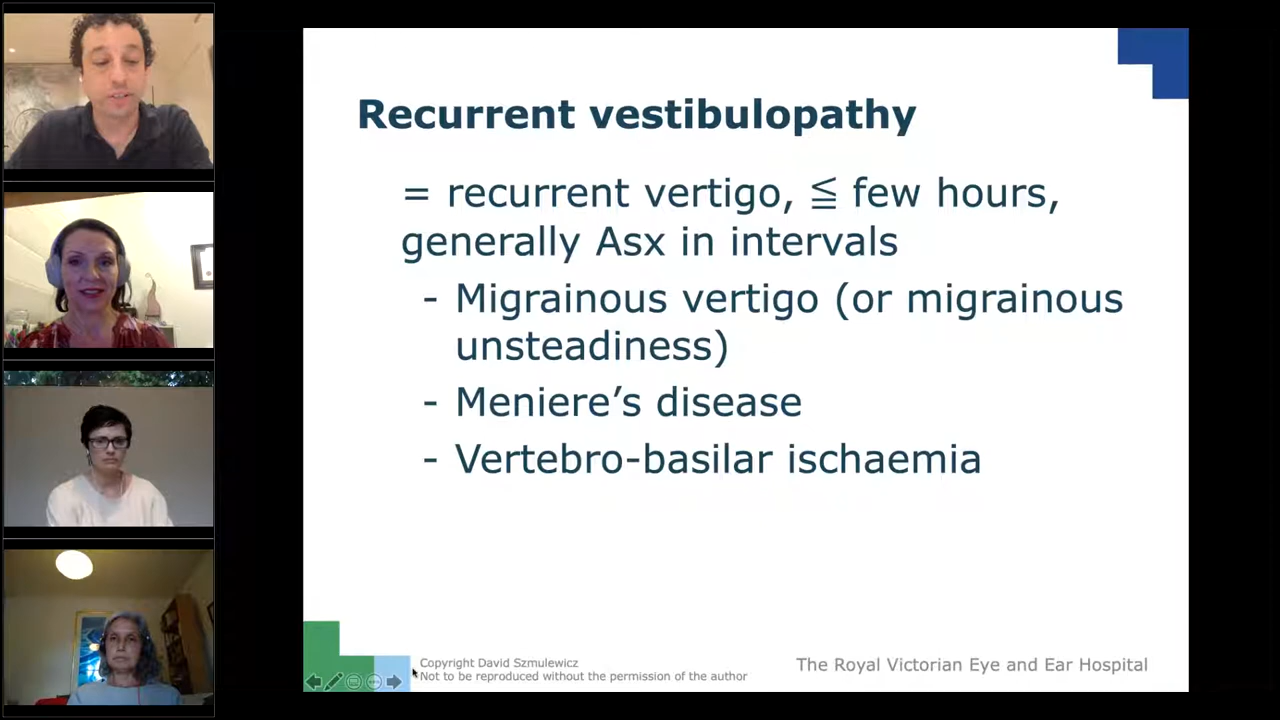 Recurrent vestibulopathy
= recurrent vertigo, ≦ few hours,
generally Asx in intervals
- Migrainous vertigo (or migrainous
unsteadiness)
- Meniere’s disease
- Vertebro-basilar ischaemia
Copyright David Szmulewicz
Not to be reproduced without the permission of the author
The Royal Victorian Eye and Ear Hospital